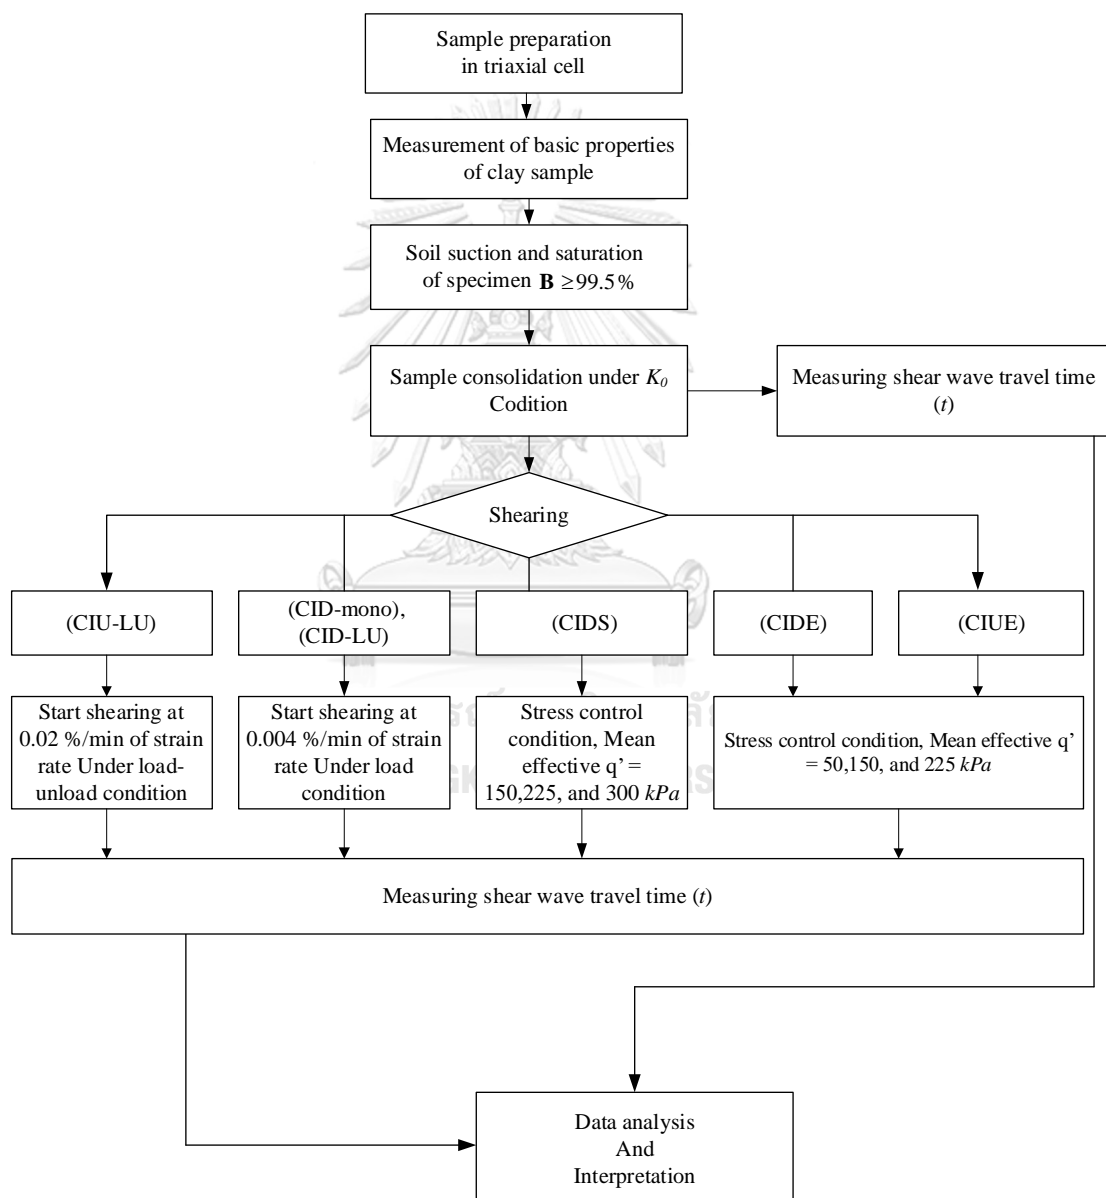 Sample preparation
in triaxial cell
Measurement of basic properties
of clay sample
Soil suction and saturation
of specimen B ≥99.5%
Sample consolidation under K0
Codition
Measuring shear wave travel time
(t)
Shearing
(CIU-LU)
(CID-mono),
(CID-LU)
(CIDS)
(CIDE)
(CIUE)
Start shearing at
0.02 %/min of strain
rate Under load-
unload condition
Start shearing at
0.004 %/min of strain
rate Under load
condition
Stress control
condition, Mean
effective q’ =
150,225, and 300 kPa
Stress control condition, Mean effective q’
= 50,150, and 225 kPa
Measuring shear wave travel time (t)
Data analysis
And
Interpretation